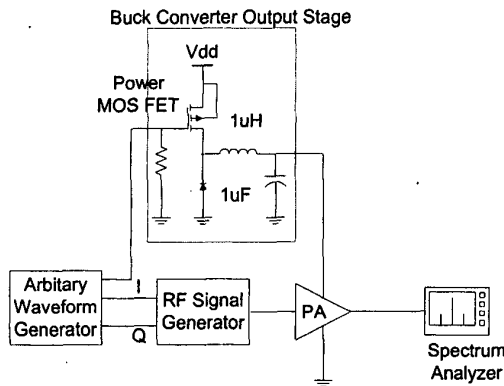 Buck Converter Output Stage
Vdd
Power
MOS FET
1uH
1uF
Arbitary
Waveform
Generator
I
Q
RF Signal
Generator
PA
Spectrum
Analyzer